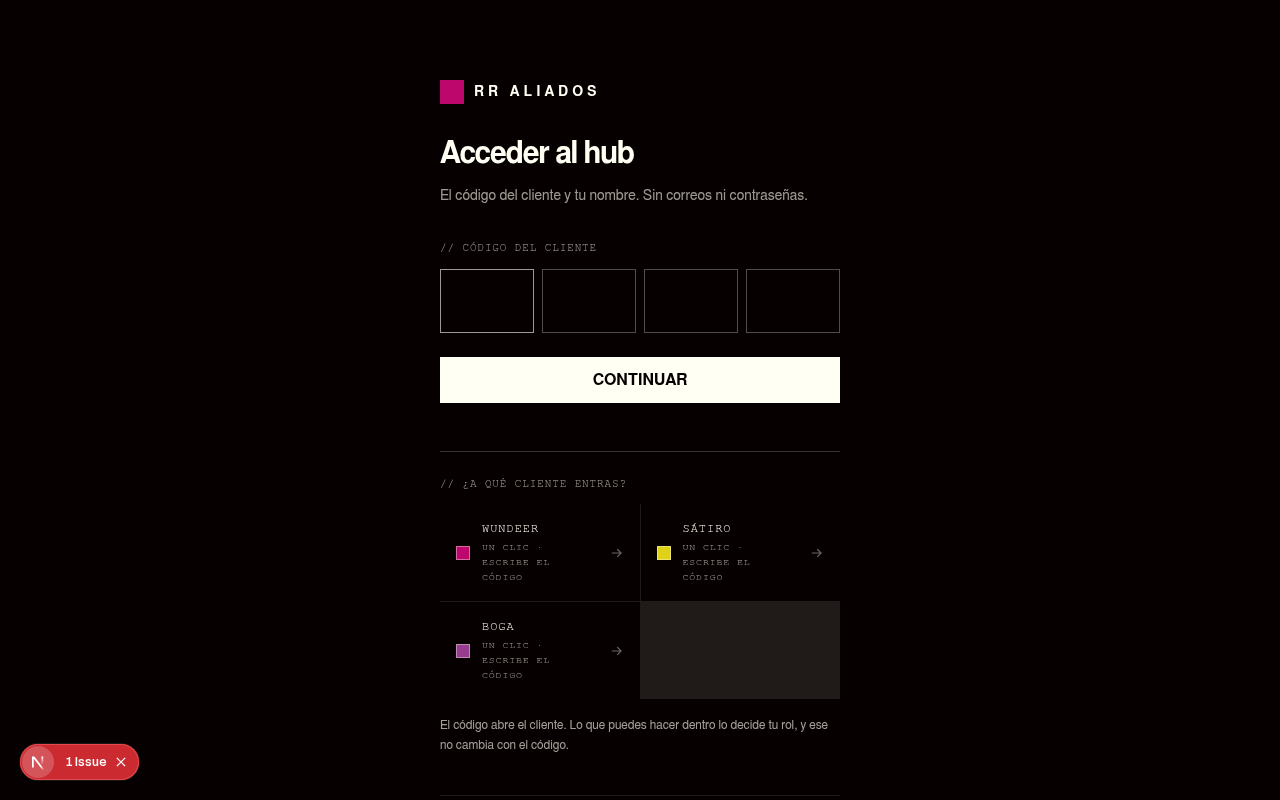 RR ALIADOS
Acceder al hub
El código del cliente y tu nombre. Sin correos ni contraseñas.
// CÓDIGO DEL CLIENTE
CONTINUAR
// ¿A QUÉ CLIENTE ENTRAS?
WUNDEER
UN CLIC ·
ESCRIBE EL
CÓDIGO
→
SÁTIRO
UN CLIC ·
ESCRIBE EL
CÓDIGO
→
BOGA
UN CLIC ·
ESCRIBE EL
CÓDIGO
→
El código abre el cliente. Lo que puedes hacer dentro lo decide tu rol, y ese
no cambia con el código.
N 1 Issue